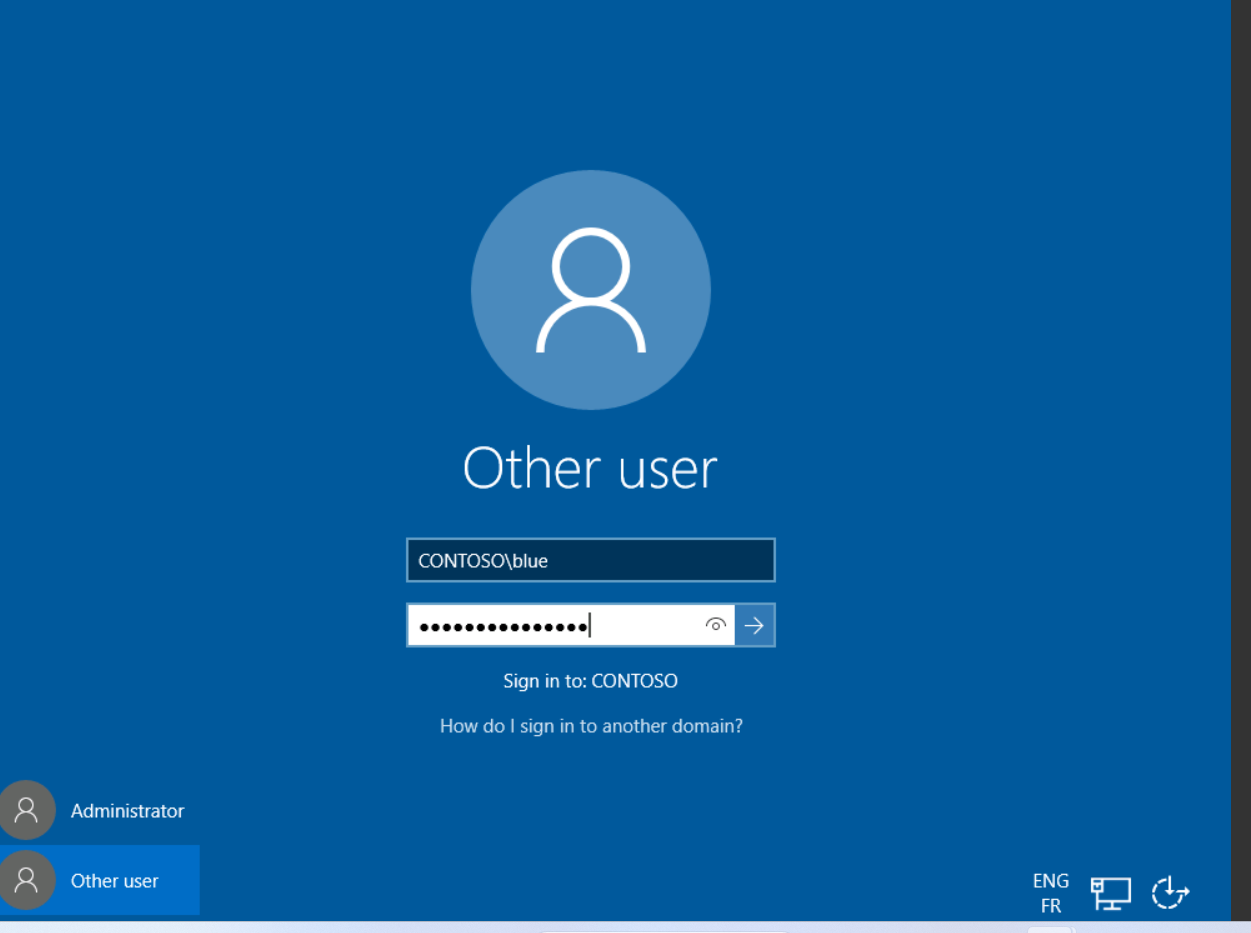 Other user
CONTOSO\blue
Sign in to: CONTOSO
How do I sign in to another domain?
Administrator
Other user
ENG
FR